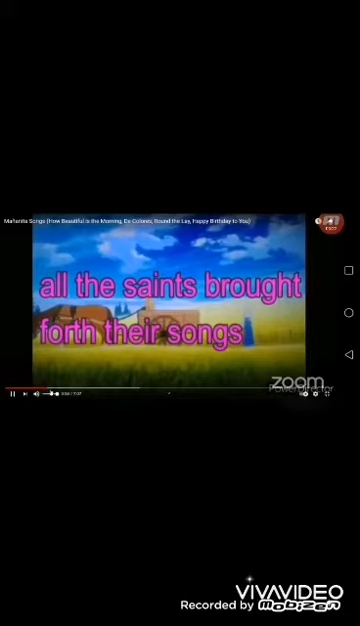 Mañanita Songs (How Beautiful is the Morning, De Colores, Round the Lay, Happy Birthday to You)
all the saints brought
forth their songs
zoom
PowerDirector
VIVAVIDEO
Recorded by mobizen